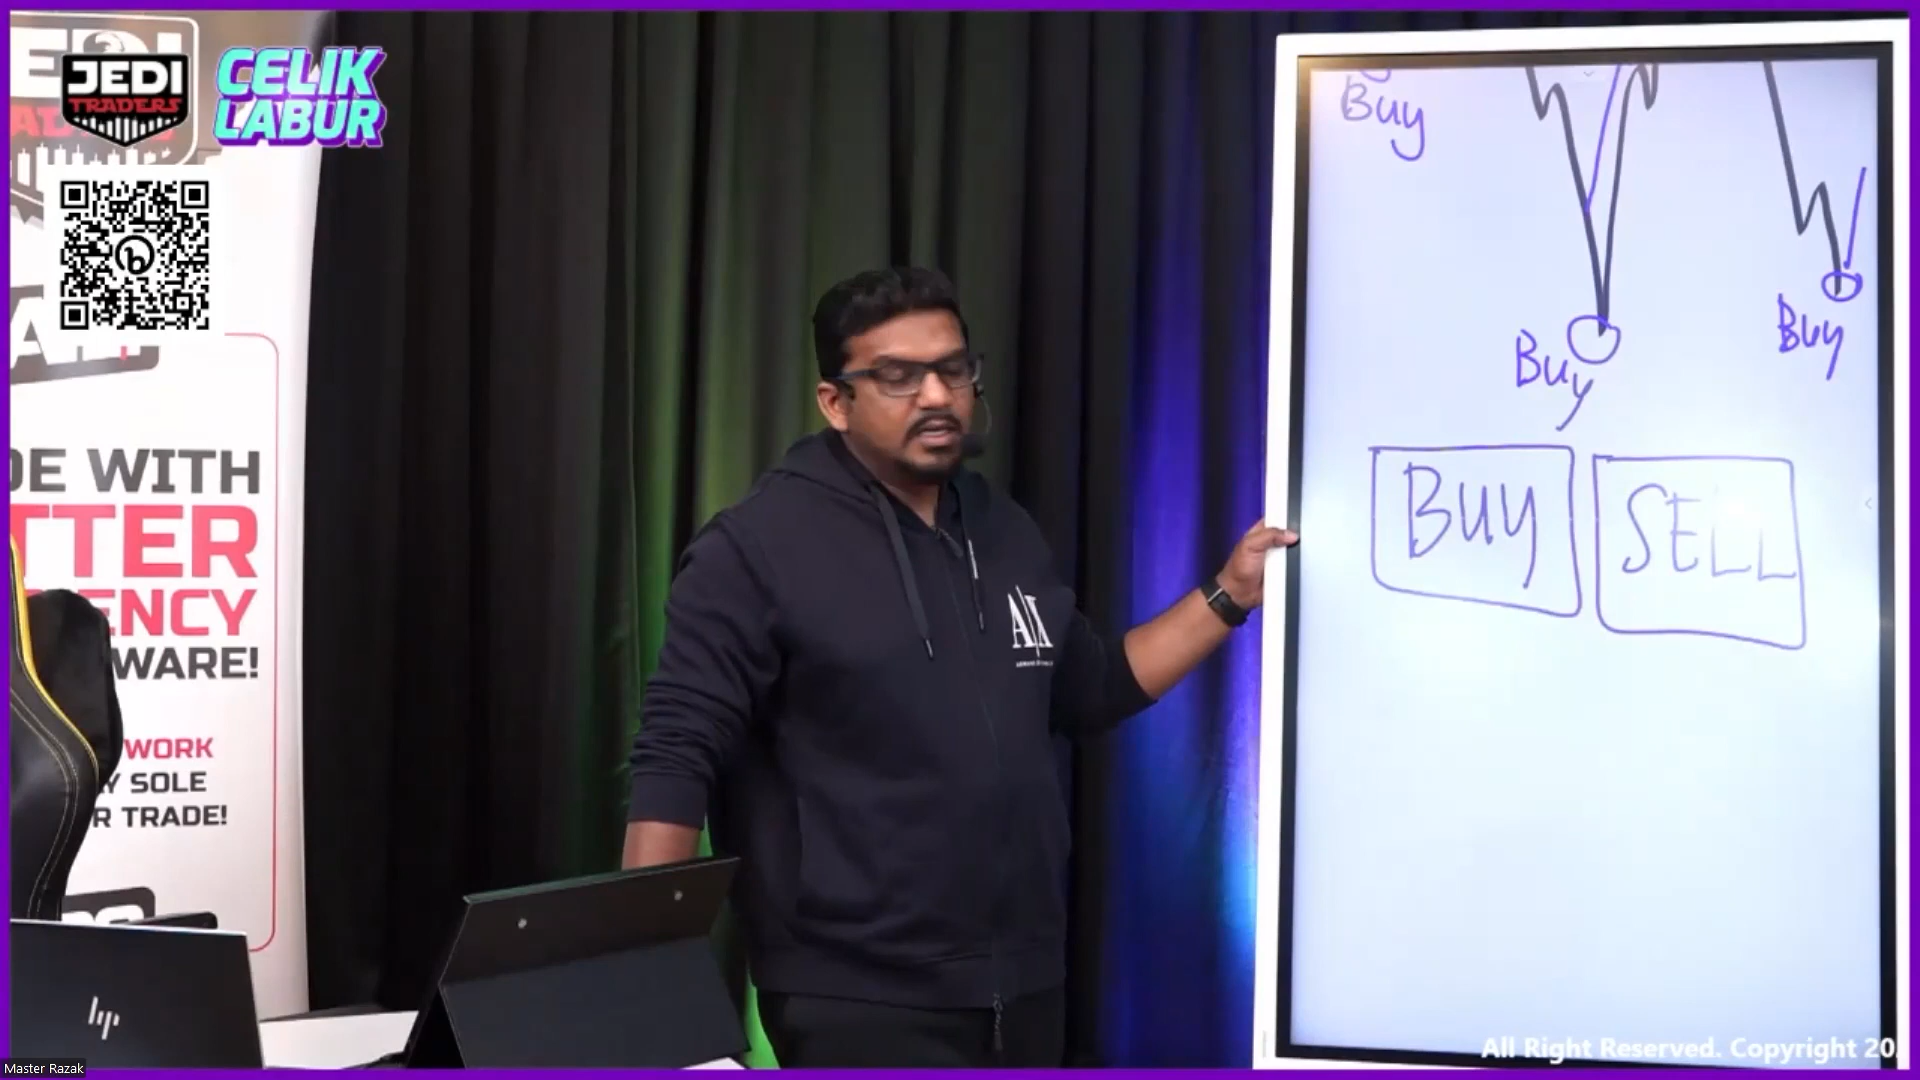 JEDI
TRADERS
CELIK
LABUR
DE WITH
TTER
ENCY
WARE!
WORK
Y SOLE
R TRADE!
hp
Master Razak
A|X
Buy
Buy
Buy
BUY
SELL
All Right Reserved. Copyright 20